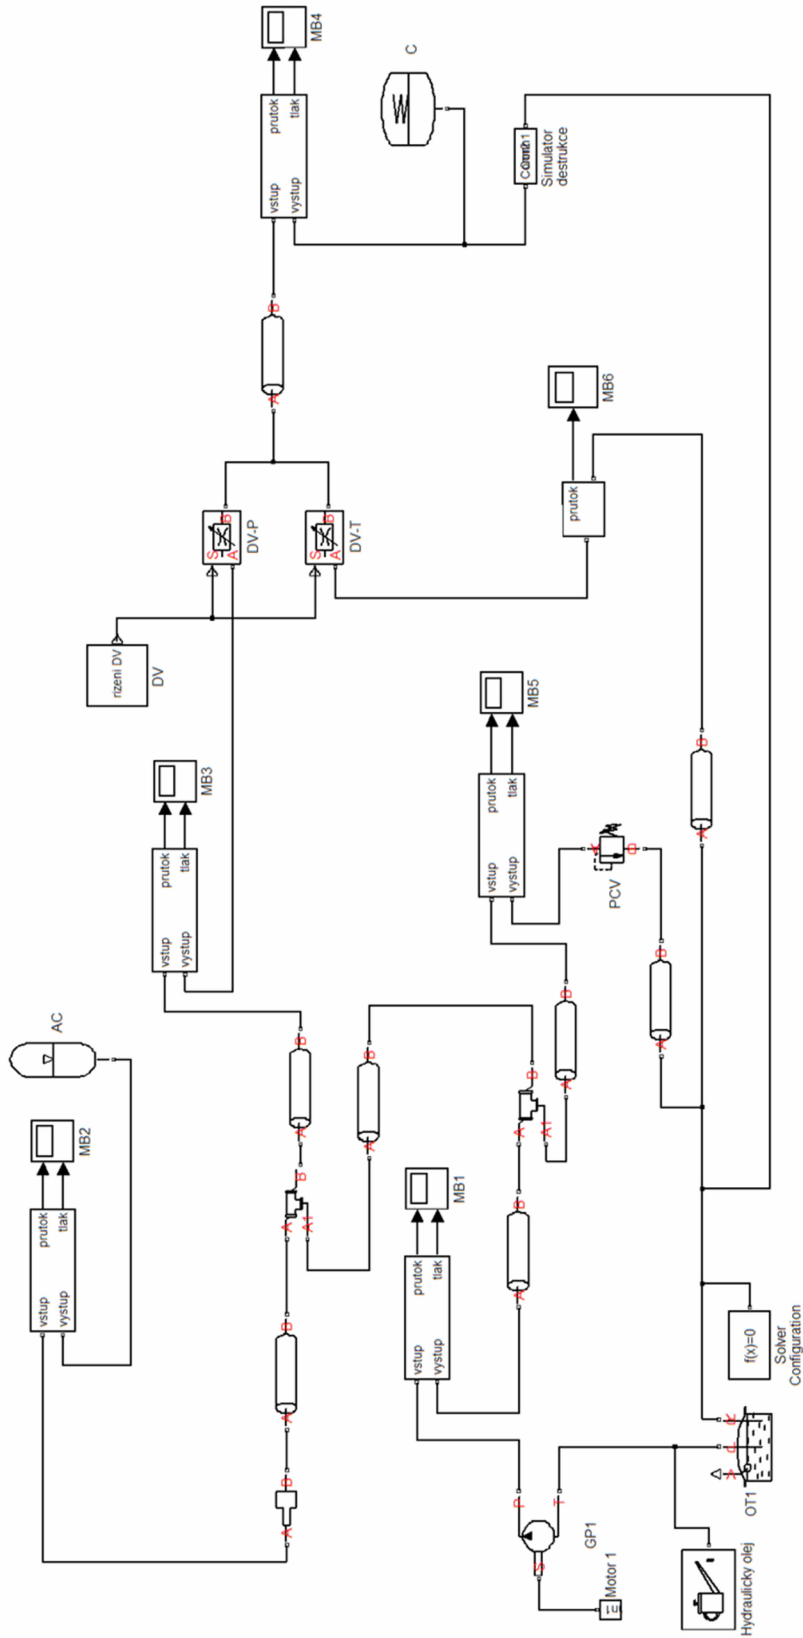 vstup prutok
vystup tlak
MB2
AC
rizeni DV
DV
vstup prutok
vystup tlak
MB3
S
A B
DV-P
vstup prutok
vystup tlak
MB4
A B
A B
A B
A1
A B
A B
A B
S
A B
DV-T
C
vstup prutok
vystup tlak
MB1
vstup prutok
vystup tlak
MB5
P
S
T
GP1
A B
A B
A1
A B
Simulator
destrukce
prutok
MB6
Motor 1
A
B
PCV
A B
A B
Hydraulicky olej
OT1
f(x)=0
Solver
Configuration